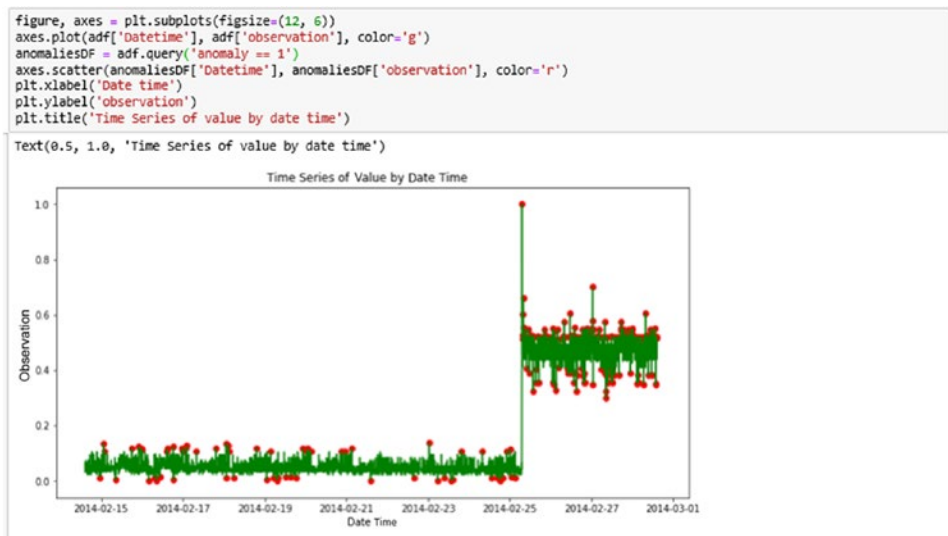 figure, axes = plt.subplots(figsize=(12, 6))
axes.plot(adf['Datetime'], adf['observation'], color='g')
anomaliesDF = adf.query('anomaly == 1')
axes.scatter(anomaliesDF['Datetime'], anomaliesDF['observation'], color='r')
plt.xlabel('Date time')
plt.ylabel('observation')
plt.title('Time Series of value by date time')
Text(0.5, 1.0, 'Time Series of value by date time')
Time Series of Value by Date Time
1.0
0.8
0.6
0.4
0.2
0.0
Observation
2014-02-15 2014-02-17 2014-02-19 2014-02-21 2014-02-23 2014-02-25 2014-02-27 2014-03-01
Date Time